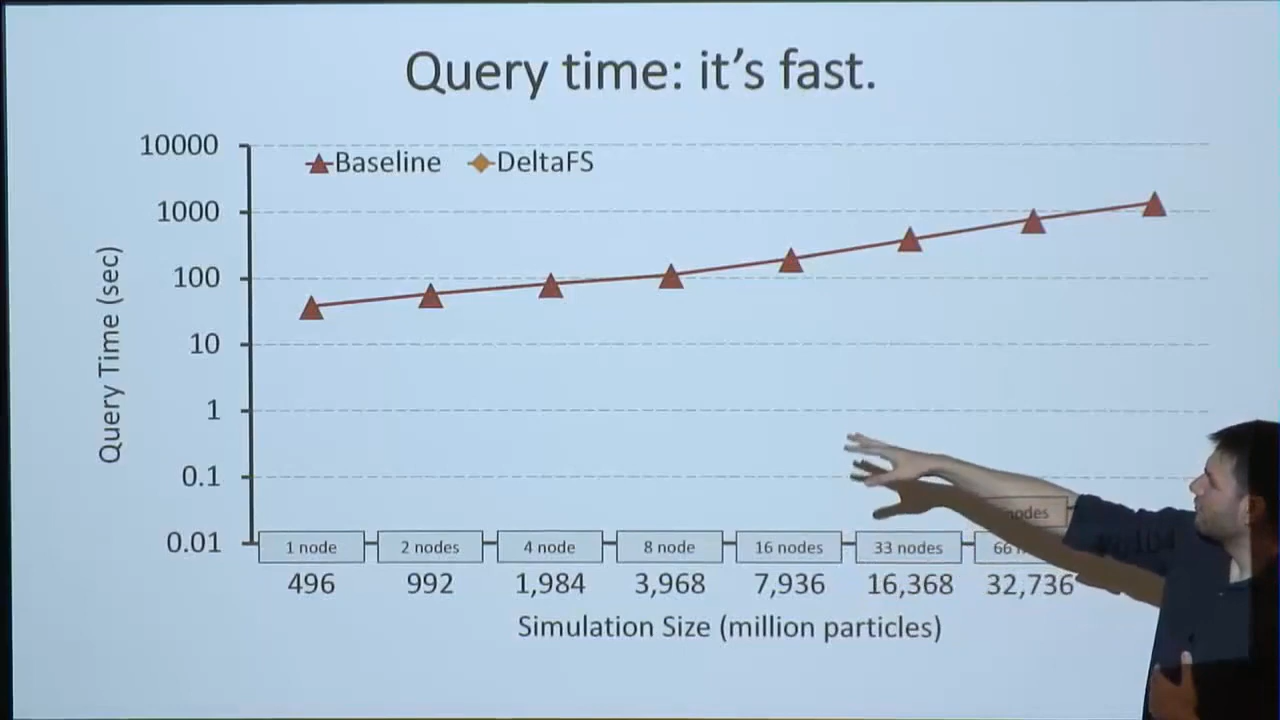 Query time: it's fast.
10000
1000
100
10
1
0.1
0.01
Query Time (sec)
Baseline
DeltaFS
nodes
1 node
2 nodes
4 node
8 node
16 nodes
33 nodes
66
496
992
1,984
3,968
7,936
16,368
32,736
Simulation Size (million particles)